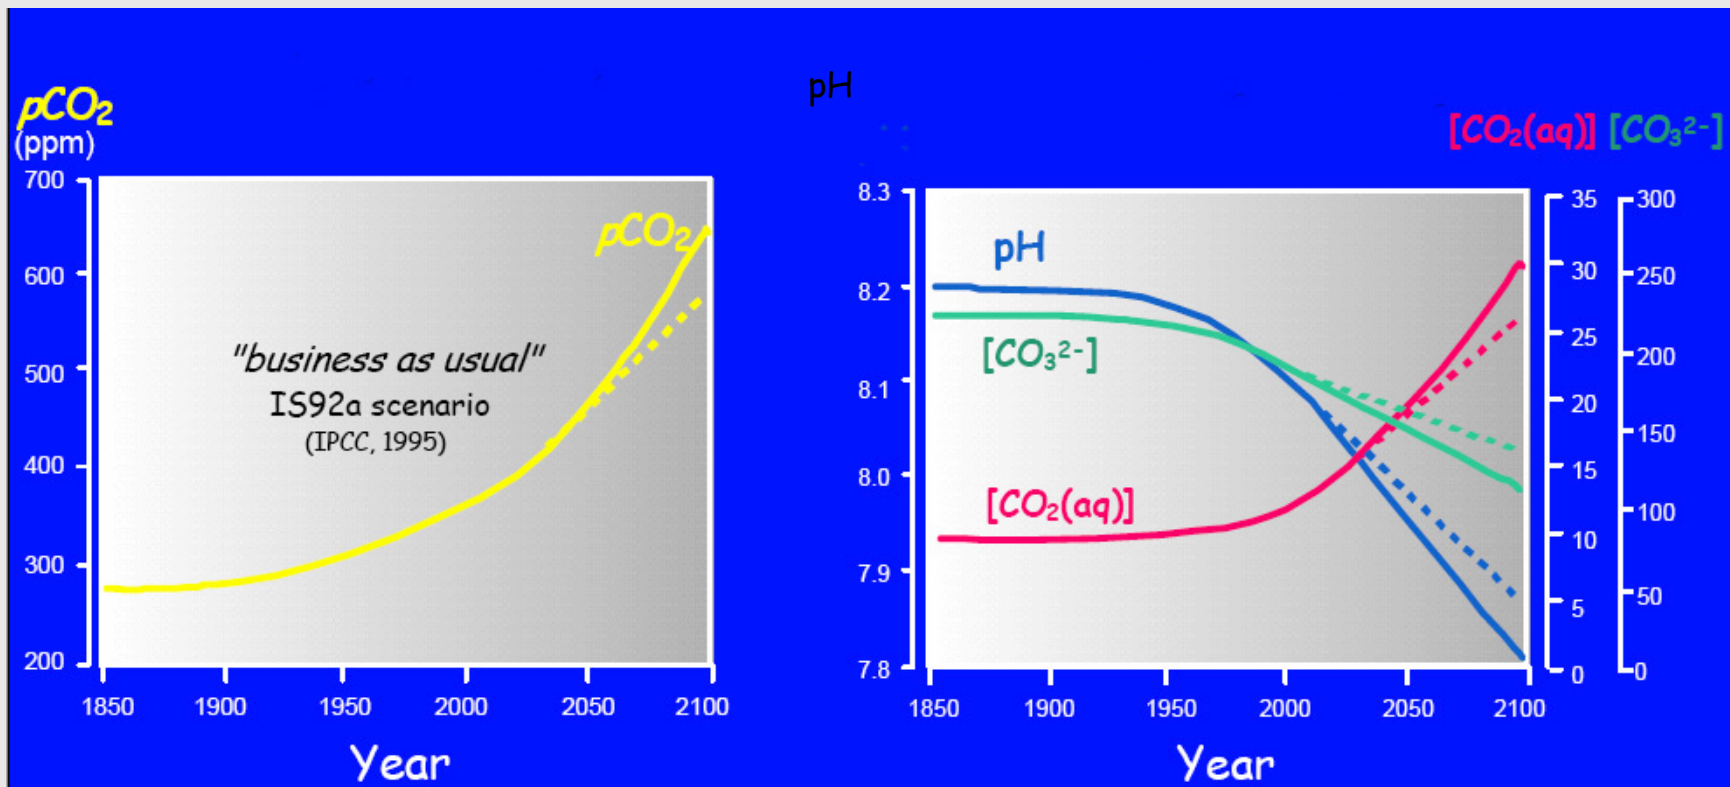 pCO₂
(ppm)
700
600
500
400
300
200
pCO₂
"business as usual"
IS92a scenario
(IPCC, 1995)
1850 1900 1950 2000 2050 2100
Year
pH
[CO₂(aq)] [CO₃²⁻]
8.3
8.2
8.1
8.0
7.9
7.8
pH
[CO₃²⁻]
[CO₂(aq)]
35
30
25
20
15
10
5
0
300
250
200
150
100
50
0
1850 1900 1950 2000 2050 2100
Year